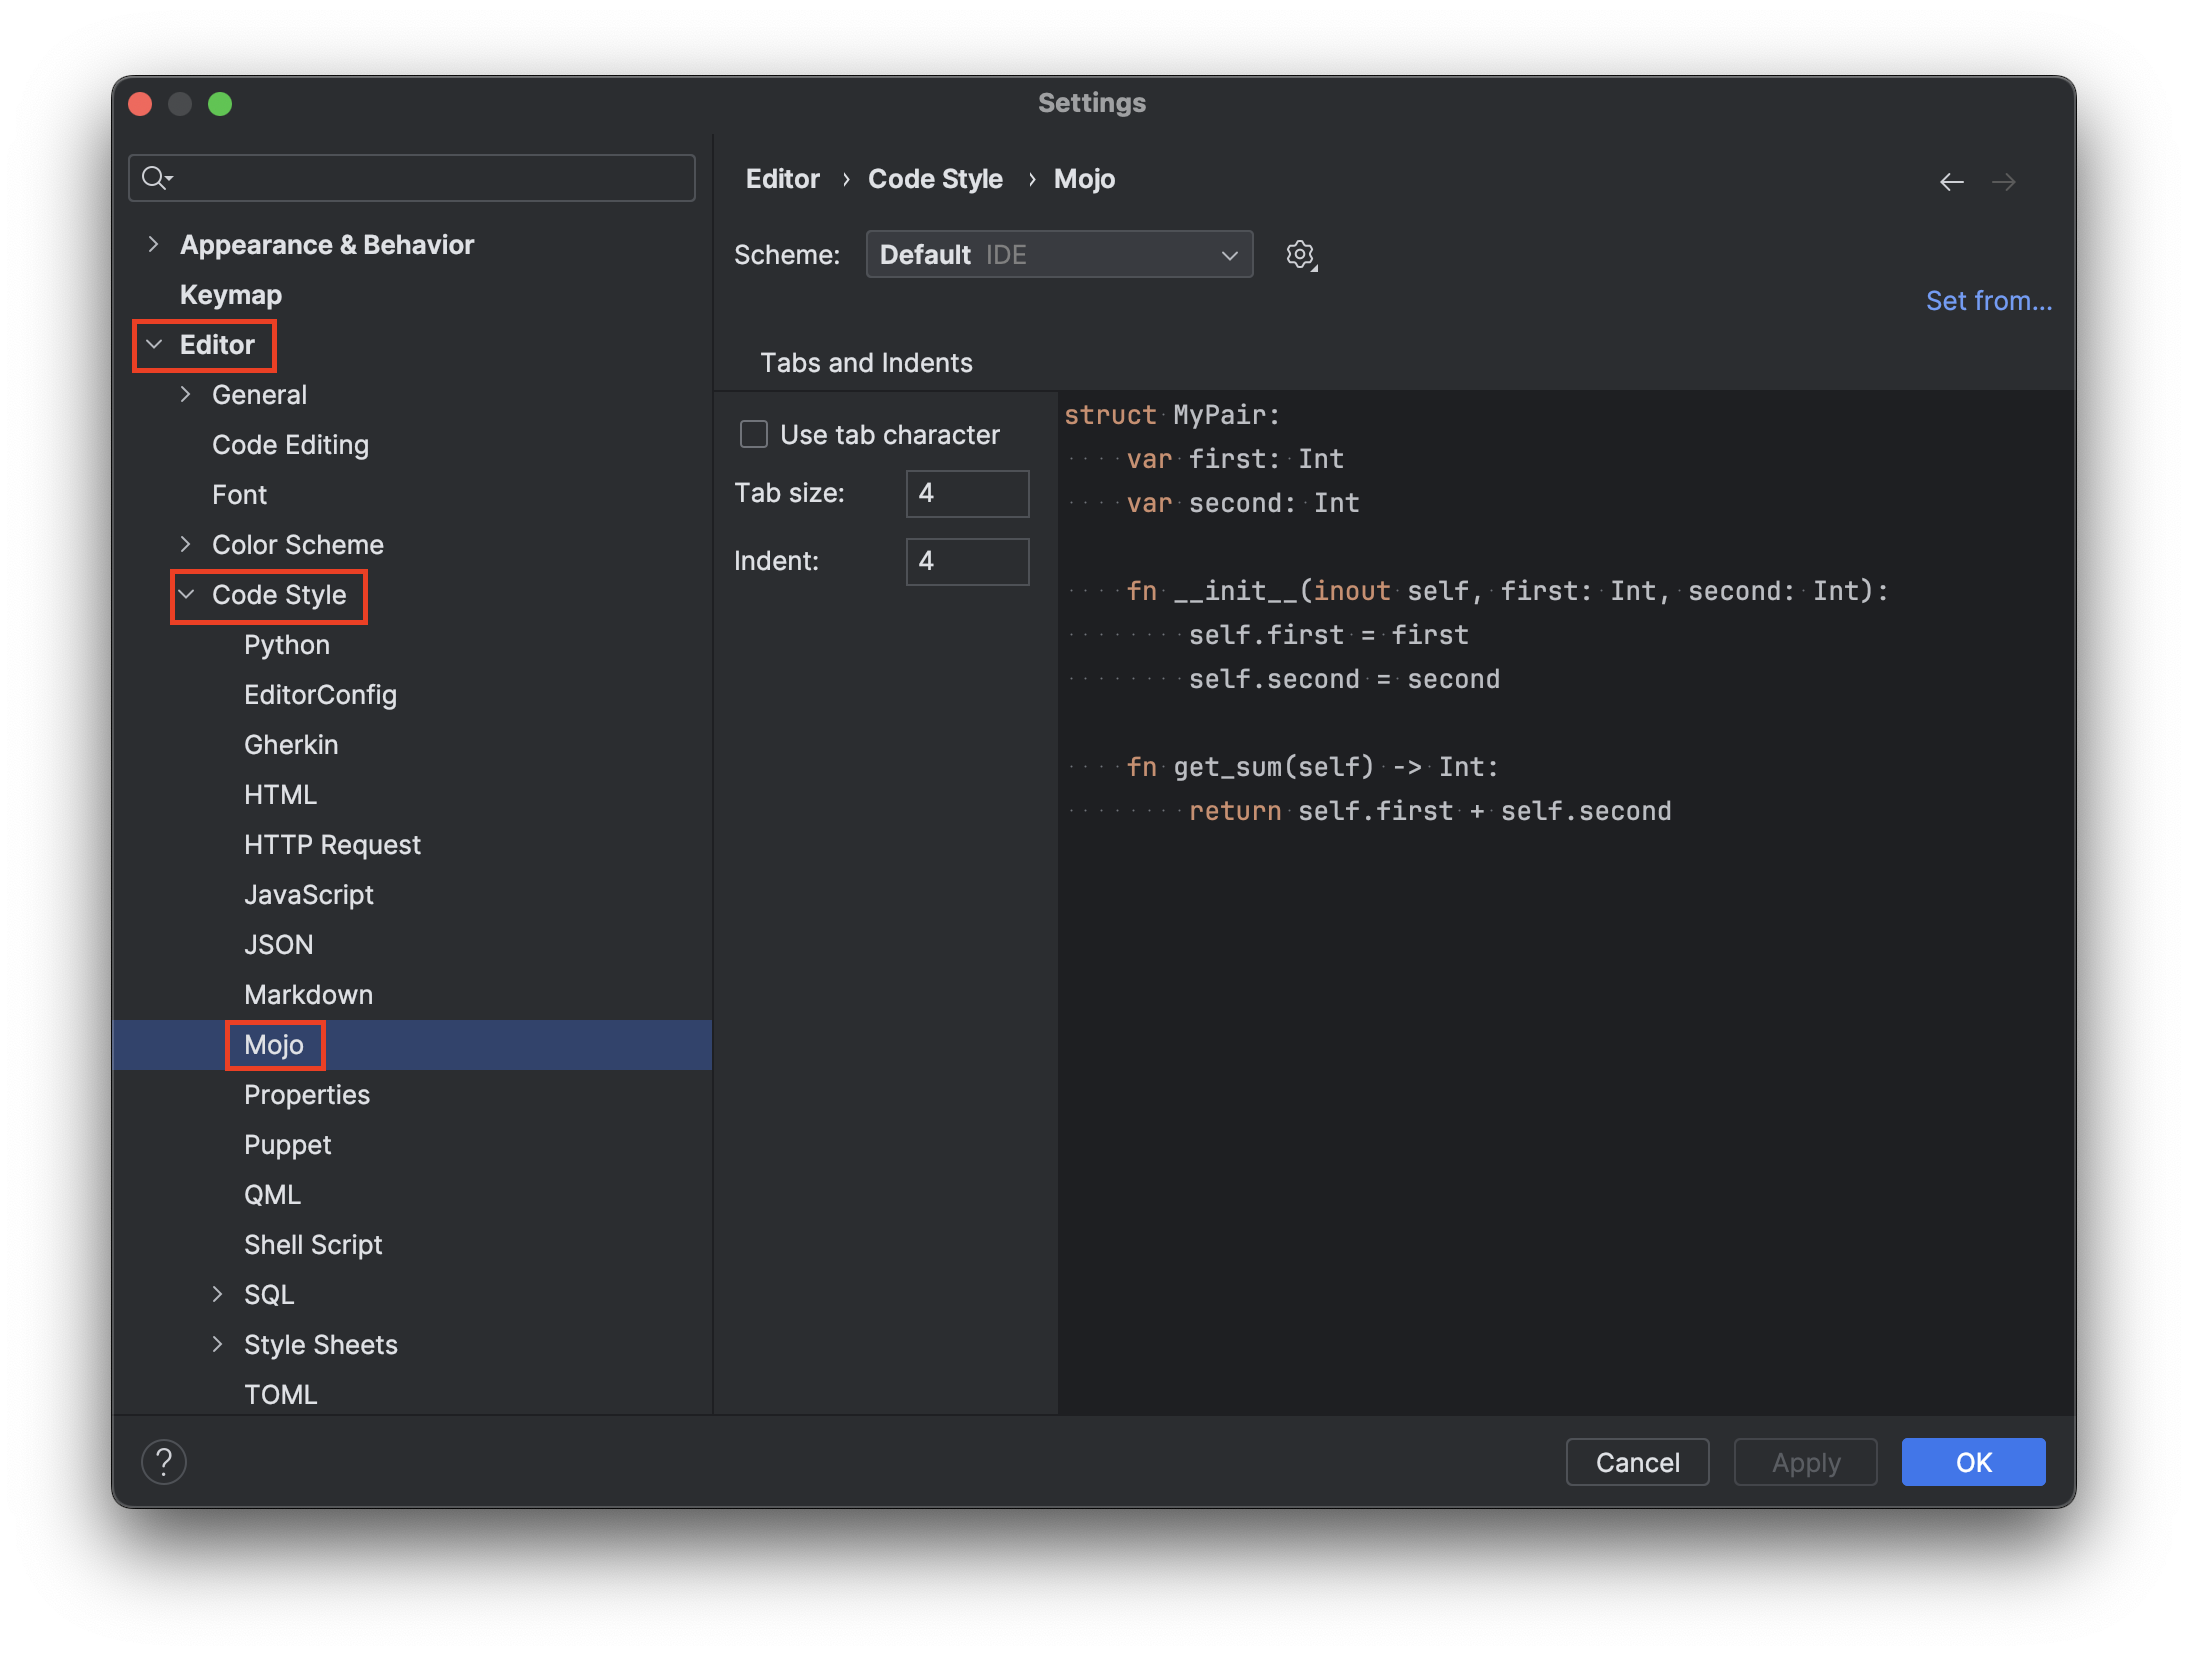 Settings
Appearance & Behavior
Keymap
Editor
General
Code Editing
Font
Color Scheme
Code Style
Python
EditorConfig
Gherkin
HTML
HTTP Request
JavaScript
JSON
Markdown
Mojo
Properties
Puppet
QML
Shell Script
SQL
Style Sheets
TOML
Editor › Code Style › Mojo
Scheme: Default IDE
Set from...
Tabs and Indents
Use tab character
Tab size: 4
Indent: 4
struct MyPair:
    var first: Int
    var second: Int
    fn __init__(inout self, first: Int, second: Int):
        self.first = first
        self.second = second
    fn get_sum(self) -> Int:
        return self.first + self.second
?
Cancel
Apply
OK